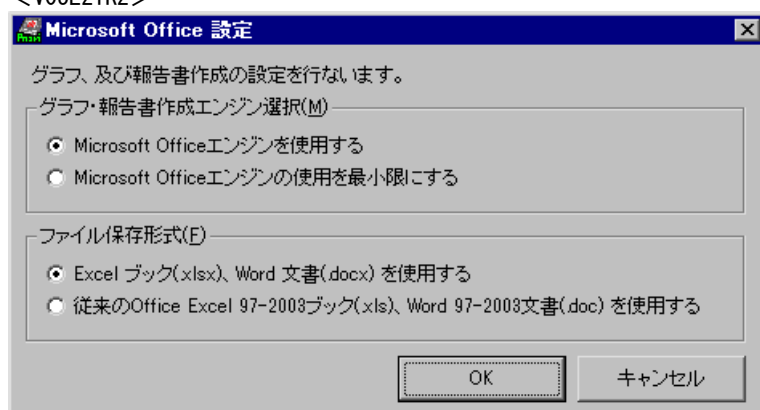 <V06L21R2>
Microsoft Office 設定
グラフ、及び報告書作成の設定を行ないます。
グラフ・報告書作成エンジン選択(M)
Microsoft Officeエンジンを使用する
Microsoft Officeエンジンの使用を最小限にする
ファイル保存形式(F)
Excel ブック(xlsx)、Word 文書(.docx) を使用する
従来のOffice Excel 97-2003ブック(xls)、Word 97-2003文書(.doc) を使用する
OK
キャンセル